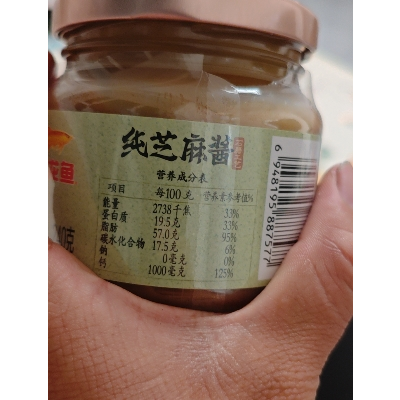 纯芝麻酱
营养成分表
项目 每100克 营养素参考值%
能量 2738千焦 33%
蛋白质 19.5克 33%
脂肪 57.0克 95%
碳水化合物 17.5克 6%
钠 0毫克 0%
钙 1000毫克 125%
鱼
克
6 948195 887577